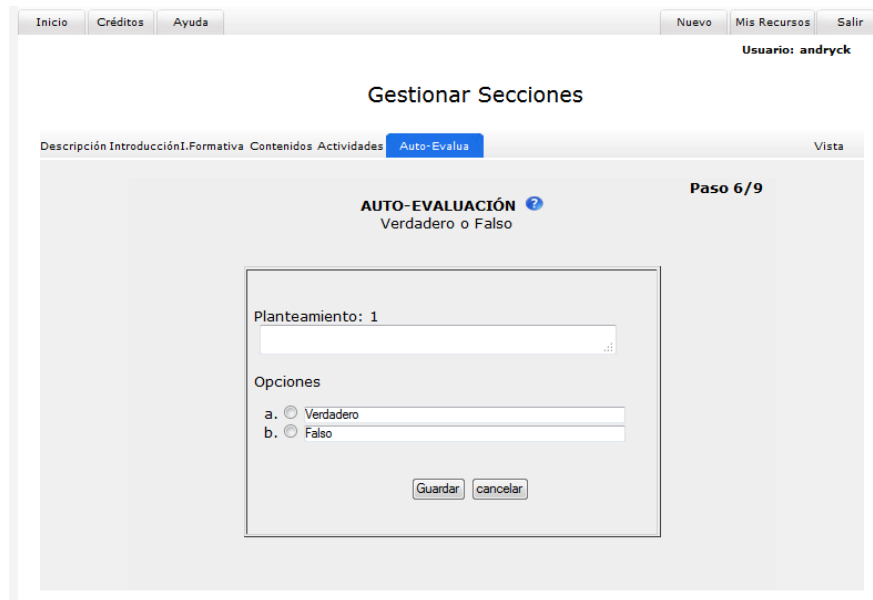 Inicio Créditos Ayuda Nuevo Mis Recursos Salir
Usuario: andryck
Gestionar Secciones
Descripción IntroducciónI.Formativa Contenidos Actividades Auto-Evalua Vista
Paso 6/9
AUTO-EVALUACIÓN ?
Verdadero o Falso
Planteamiento: 1
Opciones
a. Verdadero
b. Falso
Guardar cancelar